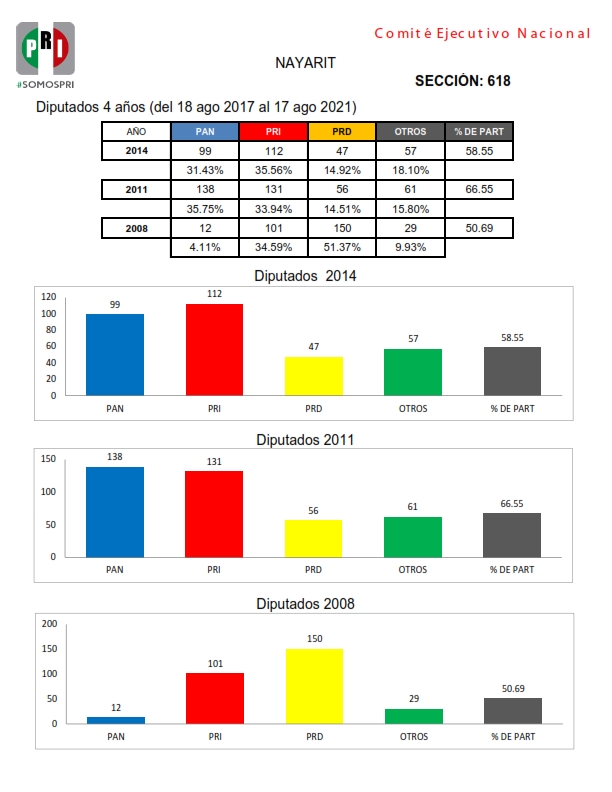 Comité Ejecutivo Nacional
PRI
#SOMOSPRI
NAYARIT
SECCIÓN: 618
Diputados 4 años (del 18 ago 2017 al 17 ago 2021)
AÑO PAN PRI PRD OTROS % DE PART
2014 99 112 47 57 58.55
31.43% 35.56% 14.92% 18.10%
2011 138 131 56 61 66.55
35.75% 33.94% 14.51% 15.80%
2008 12 101 150 29 50.69
4.11% 34.59% 51.37% 9.93%
Diputados 2014
120
100
80
60
40
20
0
99 112 47 57 58.55
PAN PRI PRD OTROS % DE PART
Diputados 2011
150
100
50
0
138 131 56 61 66.55
PAN PRI PRD OTROS % DE PART
Diputados 2008
200
150
100
50
0
12 101 150 29 50.69
PAN PRI PRD OTROS % DE PART